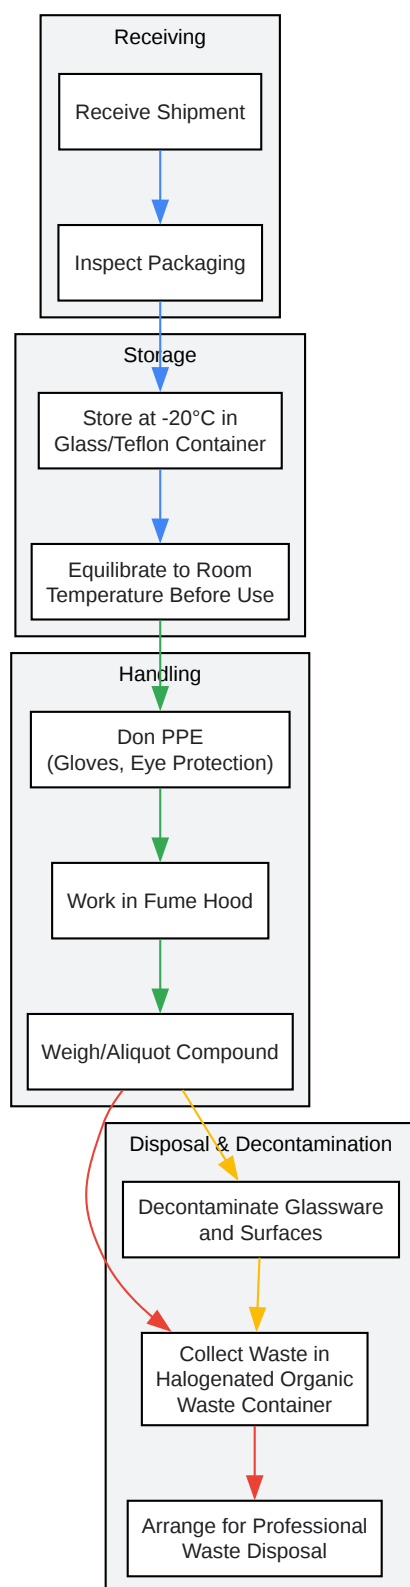 Receiving
Receive Shipment
Inspect Packaging
Storage
Store at -20°C in
Glass/Teflon Container
Equilibrate to Room
Temperature Before Use
Handling
Don PPE
(Gloves, Eye Protection)
Work in Fume Hood
Weigh/Aliquot Compound
Disposal & Decontamination
Decontaminate Glassware
and Surfaces
Collect Waste in
Halogenated Organic
Waste Container
Arrange for Professional
Waste Disposal